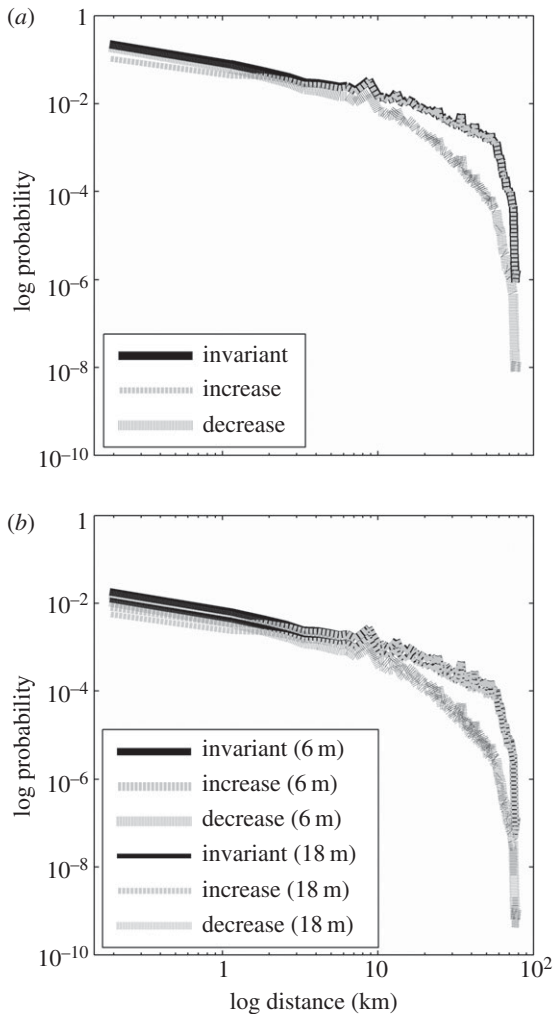 (a)
1
10⁻²
10⁻⁴
10⁻⁶
10⁻⁸
10⁻¹⁰
log probability
invariant
increase
decrease
(b)
1
10⁻²
10⁻⁴
10⁻⁶
10⁻⁸
10⁻¹⁰
log probability
invariant (6 m)
increase (6 m)
decrease (6 m)
invariant (18 m)
increase (18 m)
decrease (18 m)
1 10 10²
log distance (km)